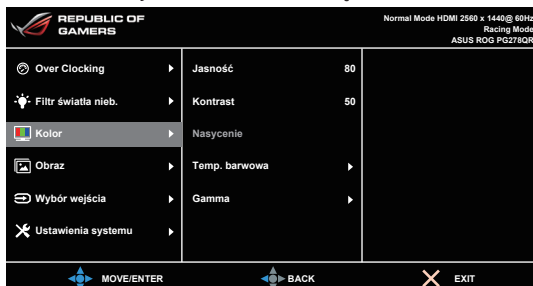 REPUBLIC OF
GAMERS
Normal Mode HDMI 2560 x 1440@ 60Hz
Racing Mode
ASUS ROG PG278QR
Over Clocking
Filtr światła nieb.
Kolor
Obraz
Wybór wejścia
Ustawienia systemu
Jasność 80
Kontrast 50
Nasycenie
Temp. barwowa
Gamma
MOVE/ENTER
BACK
EXIT